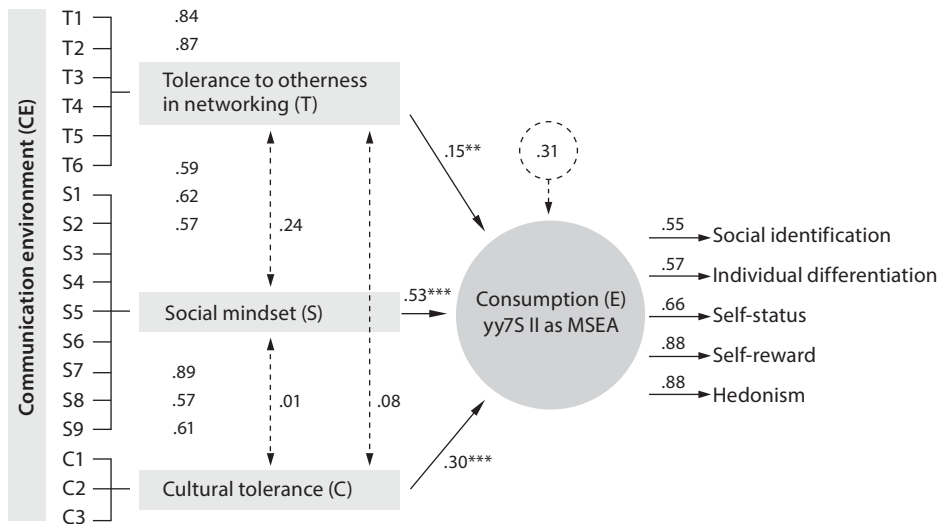 Communication environment (CE)
T1
T2
T3
T4
T5
T6
S1
S2
S3
S4
S5
S6
S7
S8
S9
C1
C2
C3
.84
.87
Tolerance to otherness
in networking (T)
.59
.62
.57
.24
Social mindset (S)
.89
.57
.61
.01
.08
Cultural tolerance (C)
.15**
.53***
.30***
.31
Consumption (E)
yy7S II as MSEA
.55
Social identification
.57
Individual differentiation
.66
Self-status
.88
Self-reward
.88
Hedonism